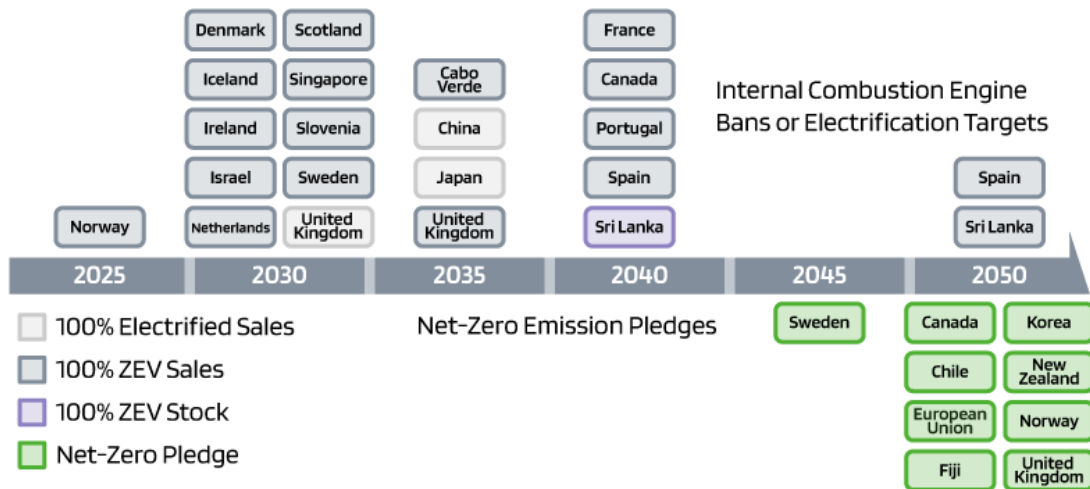 Denmark
Scotland
France
Iceland
Singapore
Cabo
Verde
Canada
Internal Combustion Engine
Bans or Electrification Targets
Ireland
Slovenia
China
Portugal
Israel
Sweden
Japan
Spain
Spain
Norway
Netherlands
United
Kingdom
United
Kingdom
Sri Lanka
Sri Lanka
2025
2030
2035
2040
2045
2050
100% Electrified Sales
100% ZEV Sales
100% ZEV Stock
Net-Zero Pledge
Net-Zero Emission Pledges
Sweden
Canada
Korea
Chile
New
Zealand
European
Union
Norway
Fiji
United
Kingdom